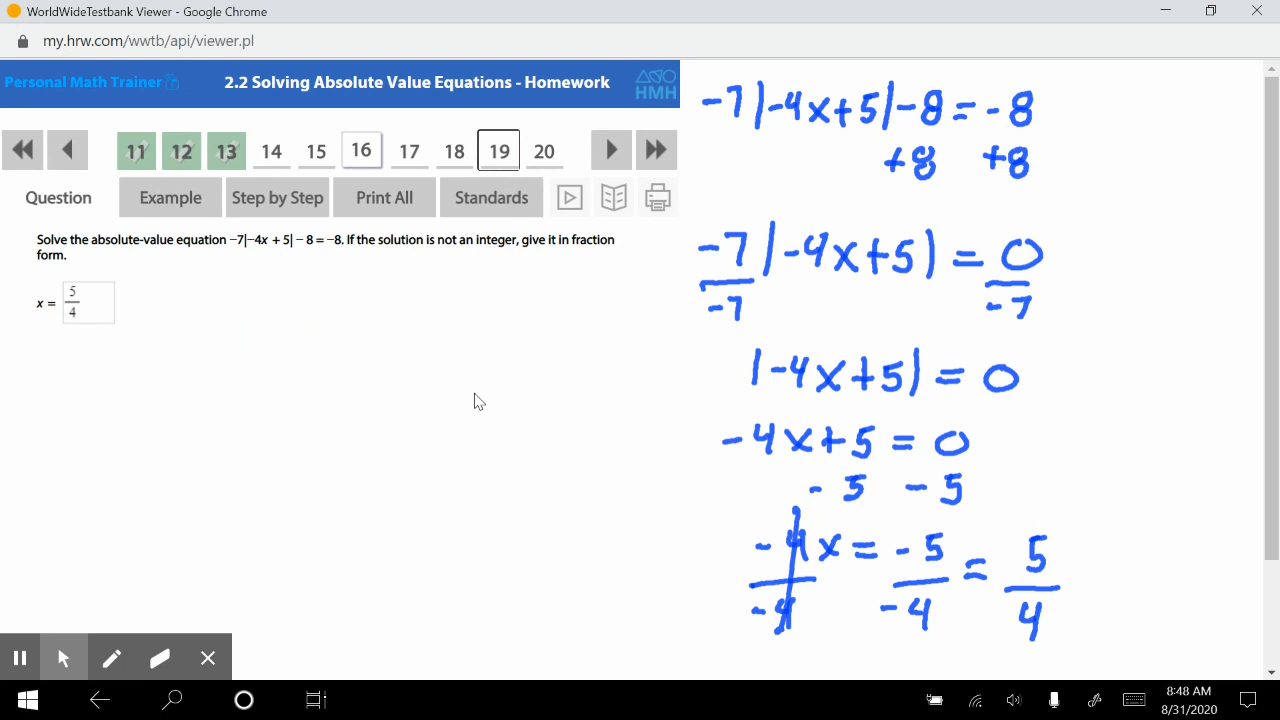 WorldWideTestbank Viewer - Google Chrome
my.hrw.com/wwtb/api/viewer.pl
Personal Math Trainer
2.2 Solving Absolute Value Equations - Homework
HMH
11 12 13 14 15 16 17 18 19 20
Question Example Step by Step Print All Standards
Solve the absolute-value equation −7|−4x + 5| − 8 = −8. If the solution is not an integer, give it in fraction
form.
x = 5/4
-7|-4x+5|-8=-8
+8 +8
-7|-4x+5|=0
-7 -7
|-4x+5|=0
-4x+5=0
-5 -5
-4x=-5=5
-4 -4 4
8:48 AM
8/31/2020